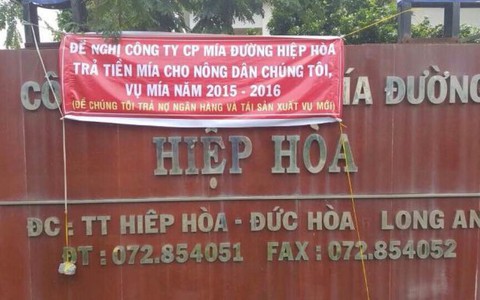 ĐỀ NGHỊ CÔNG TY CP MÍA ĐƯỜNG HIỆP HÒA
TRẢ TIỀN MÍA CHO NÔNG DÂN CHÚNG TÔI,
VỤ MÍA NĂM 2015 - 2016
(ĐỂ CHÚNG TÔI TRẢ NỢ NGÂN HÀNG VÀ TÁI SẢN XUẤT VỤ MỚI)
CÔ ÍA ĐƯỜNG
HIỆP HÒA
ĐC : TT HIỆP HÒA - ĐỨC HÒA LONG AN
ĐT : 072.854051 FAX : 072.854052